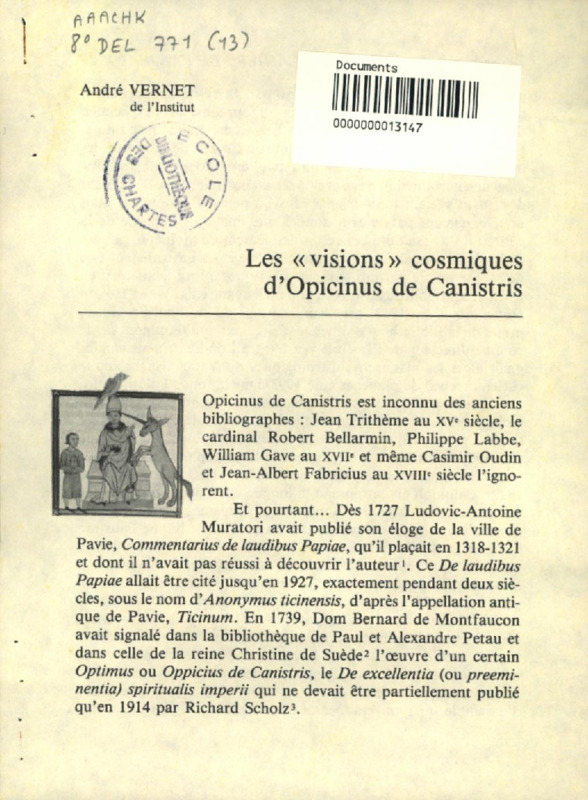 AAACHK
8° DEL 771 (13)
Documents
0000000013147
André VERNET
de l'Institut
ECOLE
DES CHARTES
BIBLIOTHÈQUE
Les « visions » cosmiques
d'Opicinus de Canistris
Opicinus de Canistris est inconnu des anciens
bibliographes : Jean Trithème au XVe siècle, le
cardinal Robert Bellarmin, Philippe Labbe,
William Gave au XVIIe et même Casimir Oudin
et Jean-Albert Fabricius au XVIIIe siècle l'igno-
rent.
Et pourtant... Dès 1727 Ludovic-Antoine
Muratori avait publié son éloge de la ville de
Pavie, Commentarius de laudibus Papiae, qu'il plaçait en 1318-1321
et dont il n'avait pas réussi à découvrir l'auteur¹. Ce De laudibus
Papiae allait être cité jusqu'en 1927, exactement pendant deux siè-
cles, sous le nom d'Anonymus ticinensis, d'après l'appellation anti-
que de Pavie, Ticinum. En 1739, Dom Bernard de Montfaucon
avait signalé dans la bibliothèque de Paul et Alexandre Petau et
dans celle de la reine Christine de Suède² l'œuvre d'un certain
Optimus ou Oppicius de Canistris, le De excellentia (ou preemi-
nentia) spiritualis imperii qui ne devait être partiellement publié
qu'en 1914 par Richard Scholz³.